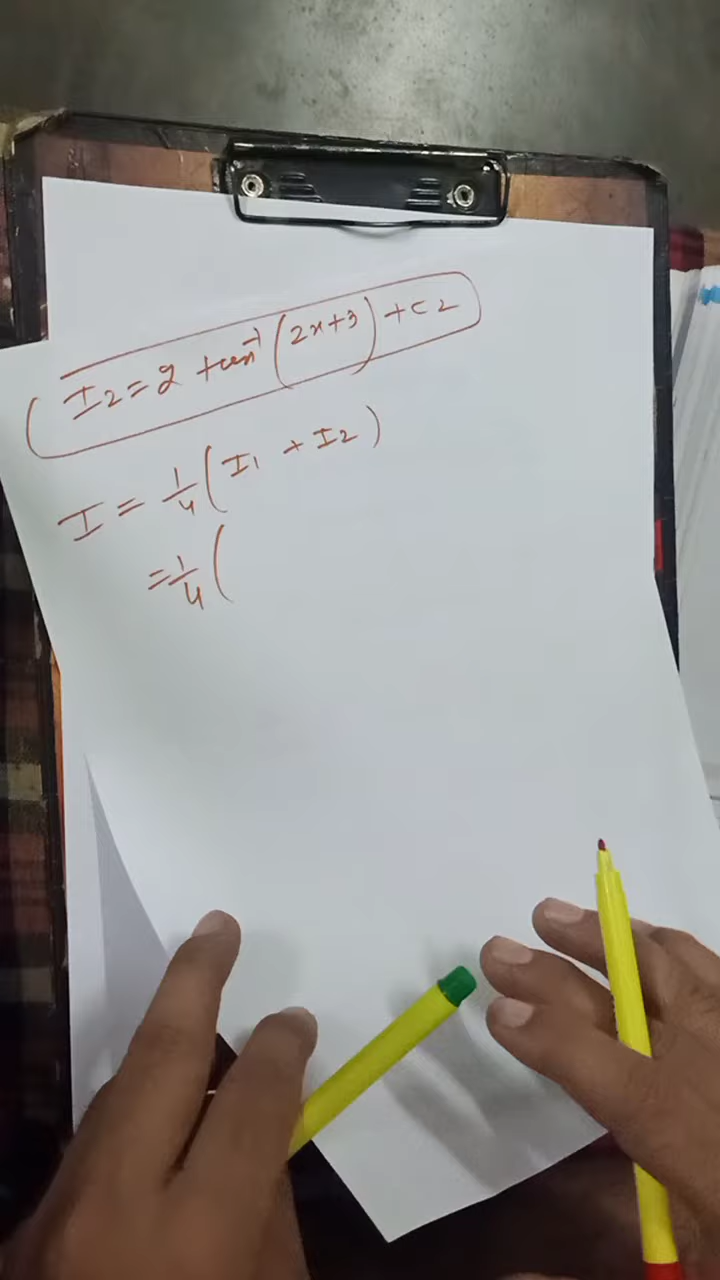 I2 = 2 tan⁻¹(2x+3) + C2
I = 1/4 (I1 + I2)
= 1/4 (